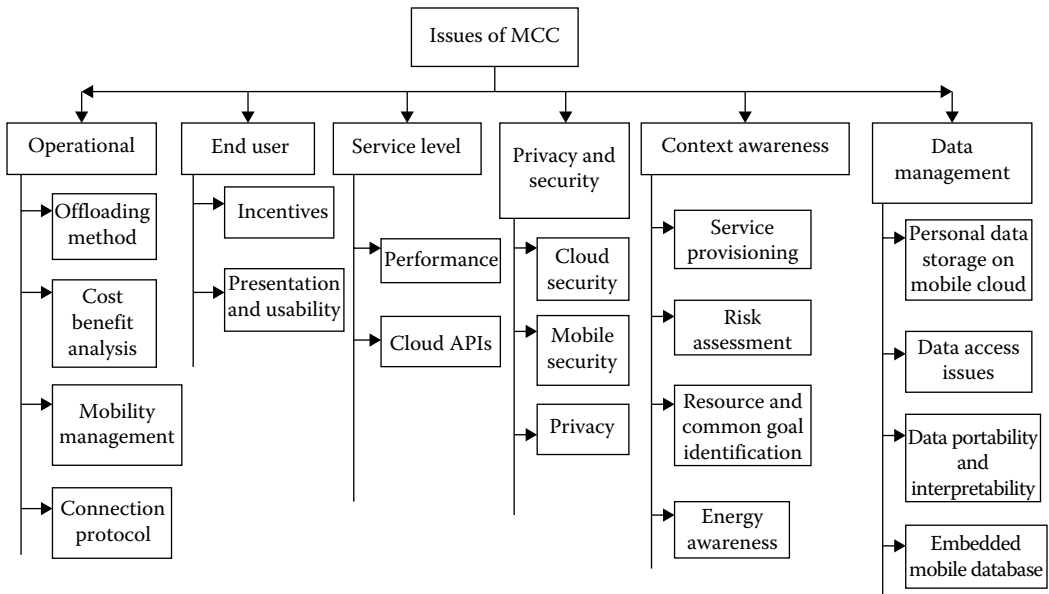 Issues of MCC
Operational
Offloading
method
Cost
benefit
analysis
Mobility
management
Connection
protocol
End user
Incentives
Presentation
and usability
Service level
Performance
Cloud APIs
Privacy and
security
Cloud
security
Mobile
security
Privacy
Context awareness
Service
provisioning
Risk
assessment
Resource and
common goal
identification
Energy
awareness
Data
management
Personal data
storage on
mobile cloud
Data access
issues
Data portability
and
interpretability
Embedded
mobile database